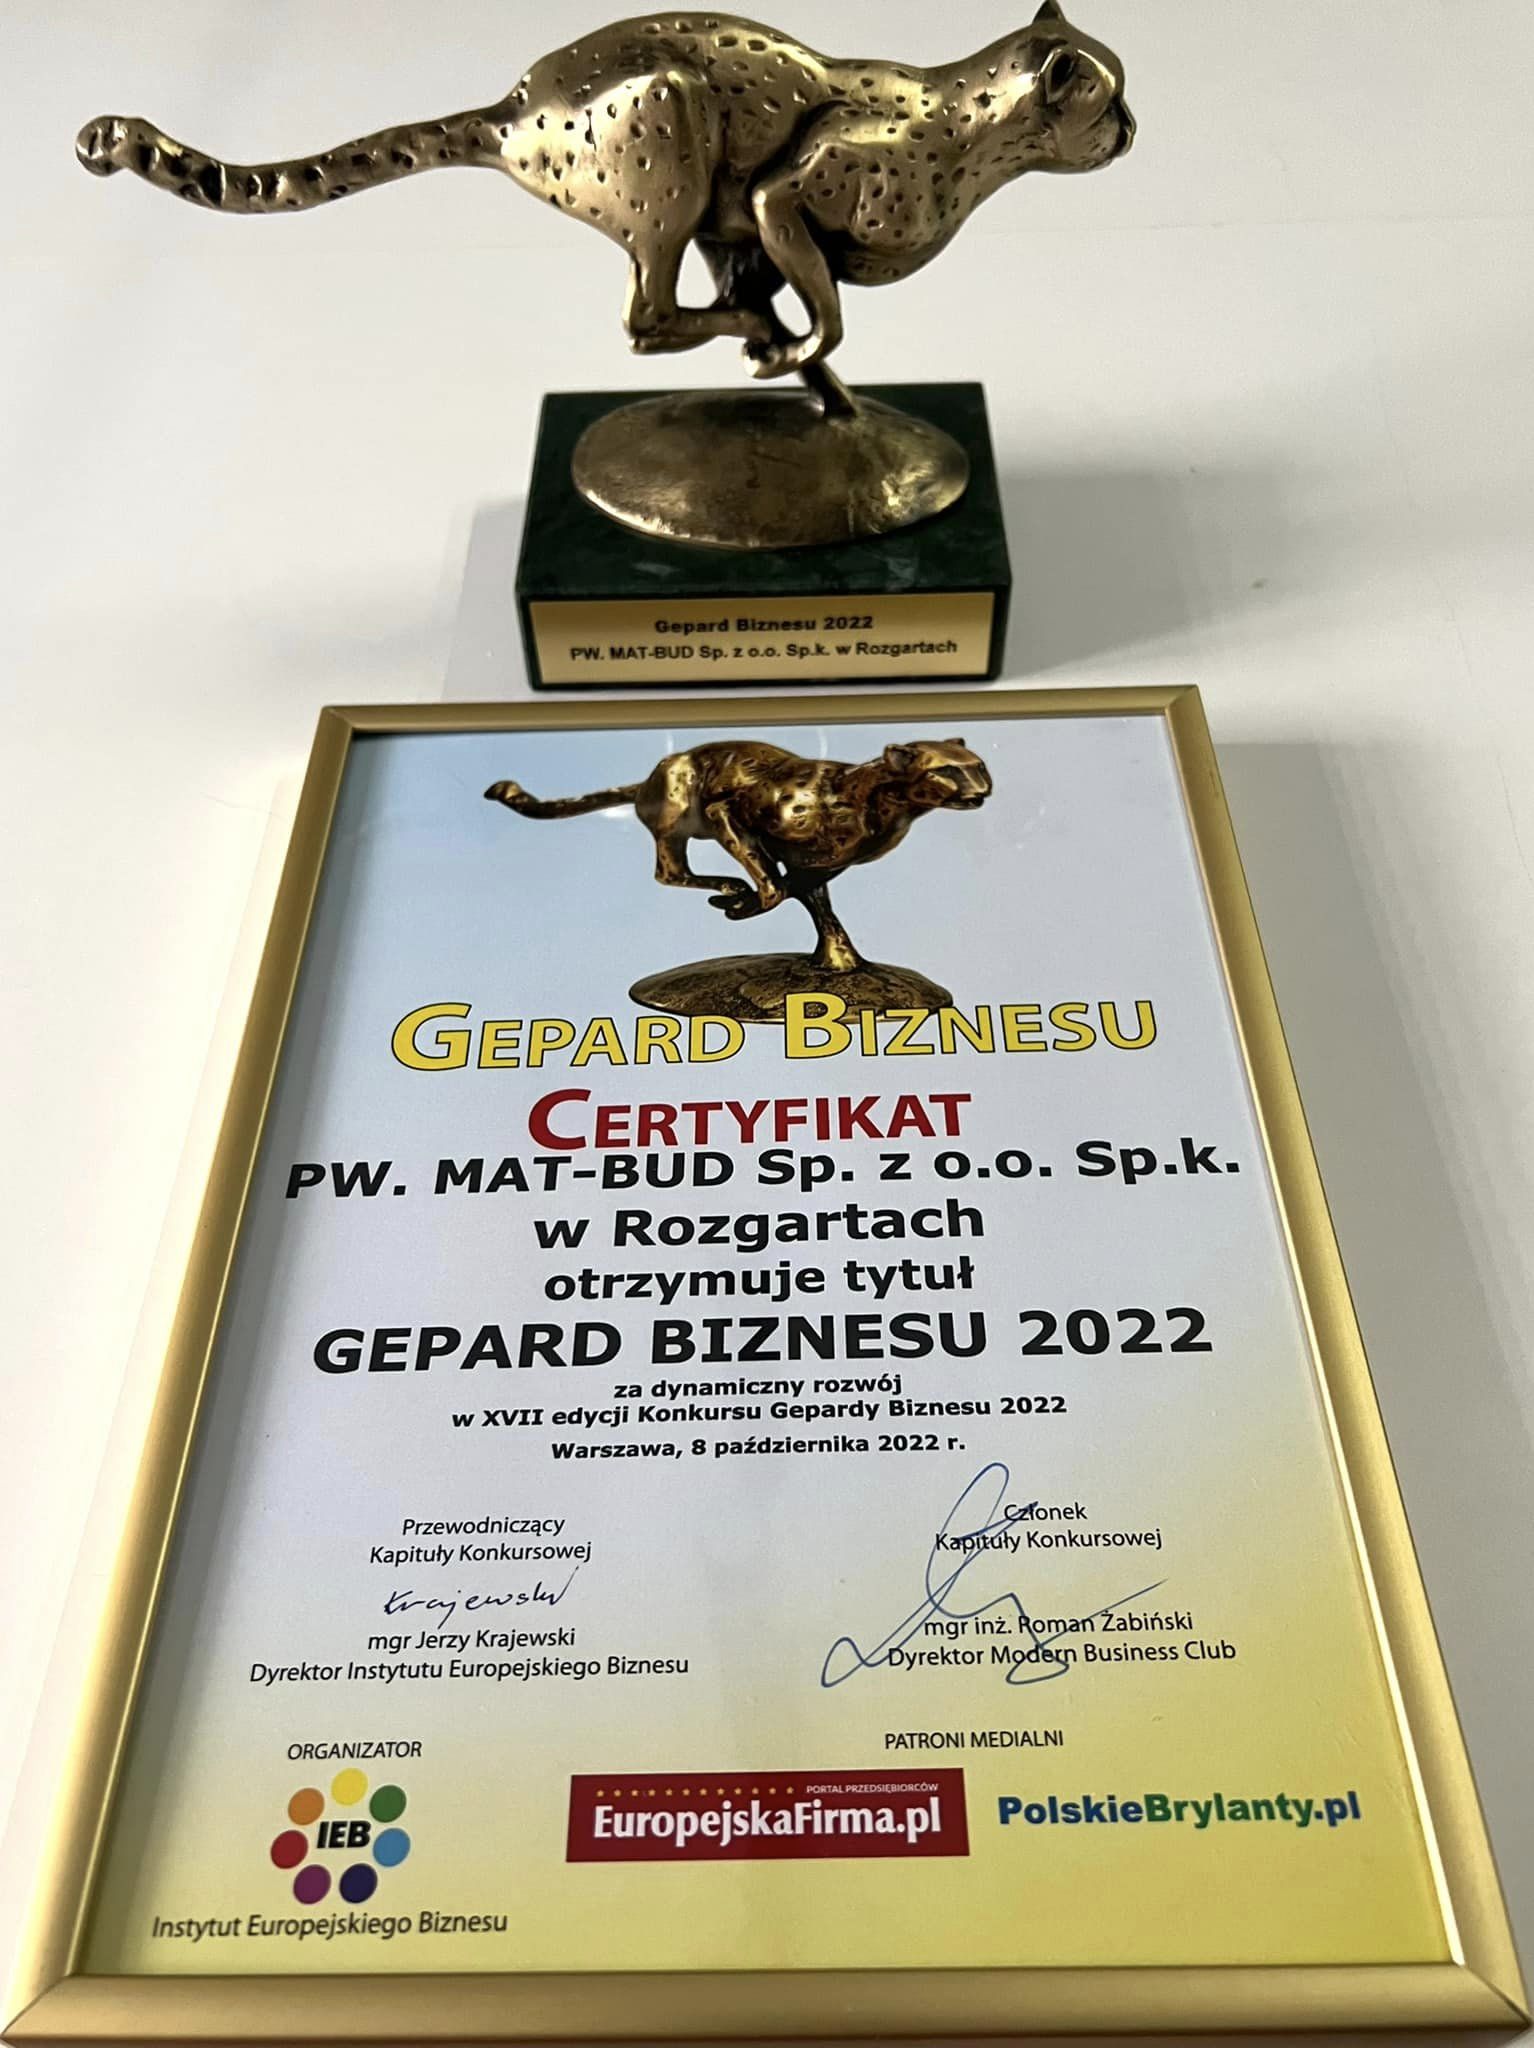 Gepard Biznesu 2022
PW. MAT-BUD Sp. z o.o. Sp.k. w Rozgartach
GEPARD BIZNESU
CERTYFIKAT
PW. MAT-BUD Sp. z o.o. Sp.k.
w Rozgartach
otrzymuje tytuł
GEPARD BIZNESU 2022
za dynamiczny rozwój
w XVII edycji Konkursu Gepardy Biznesu 2022
Warszawa, 8 października 2022 r.
Przewodniczący
Kapituły Konkursowej
Krajewski
mgr Jerzy Krajewski
Dyrektor Instytutu Europejskiego Biznesu
Członek
Kapituły Konkursowej
mgr inż. Roman Żabiński
Dyrektor Modern Business Club
ORGANIZATOR
IEB
Instytut Europejskiego Biznesu
PATRONI MEDIALNI
PORTAL PRZEDSIĘBIORCÓW
EuropejskaFirma.pl
PolskieBrylanty.pl